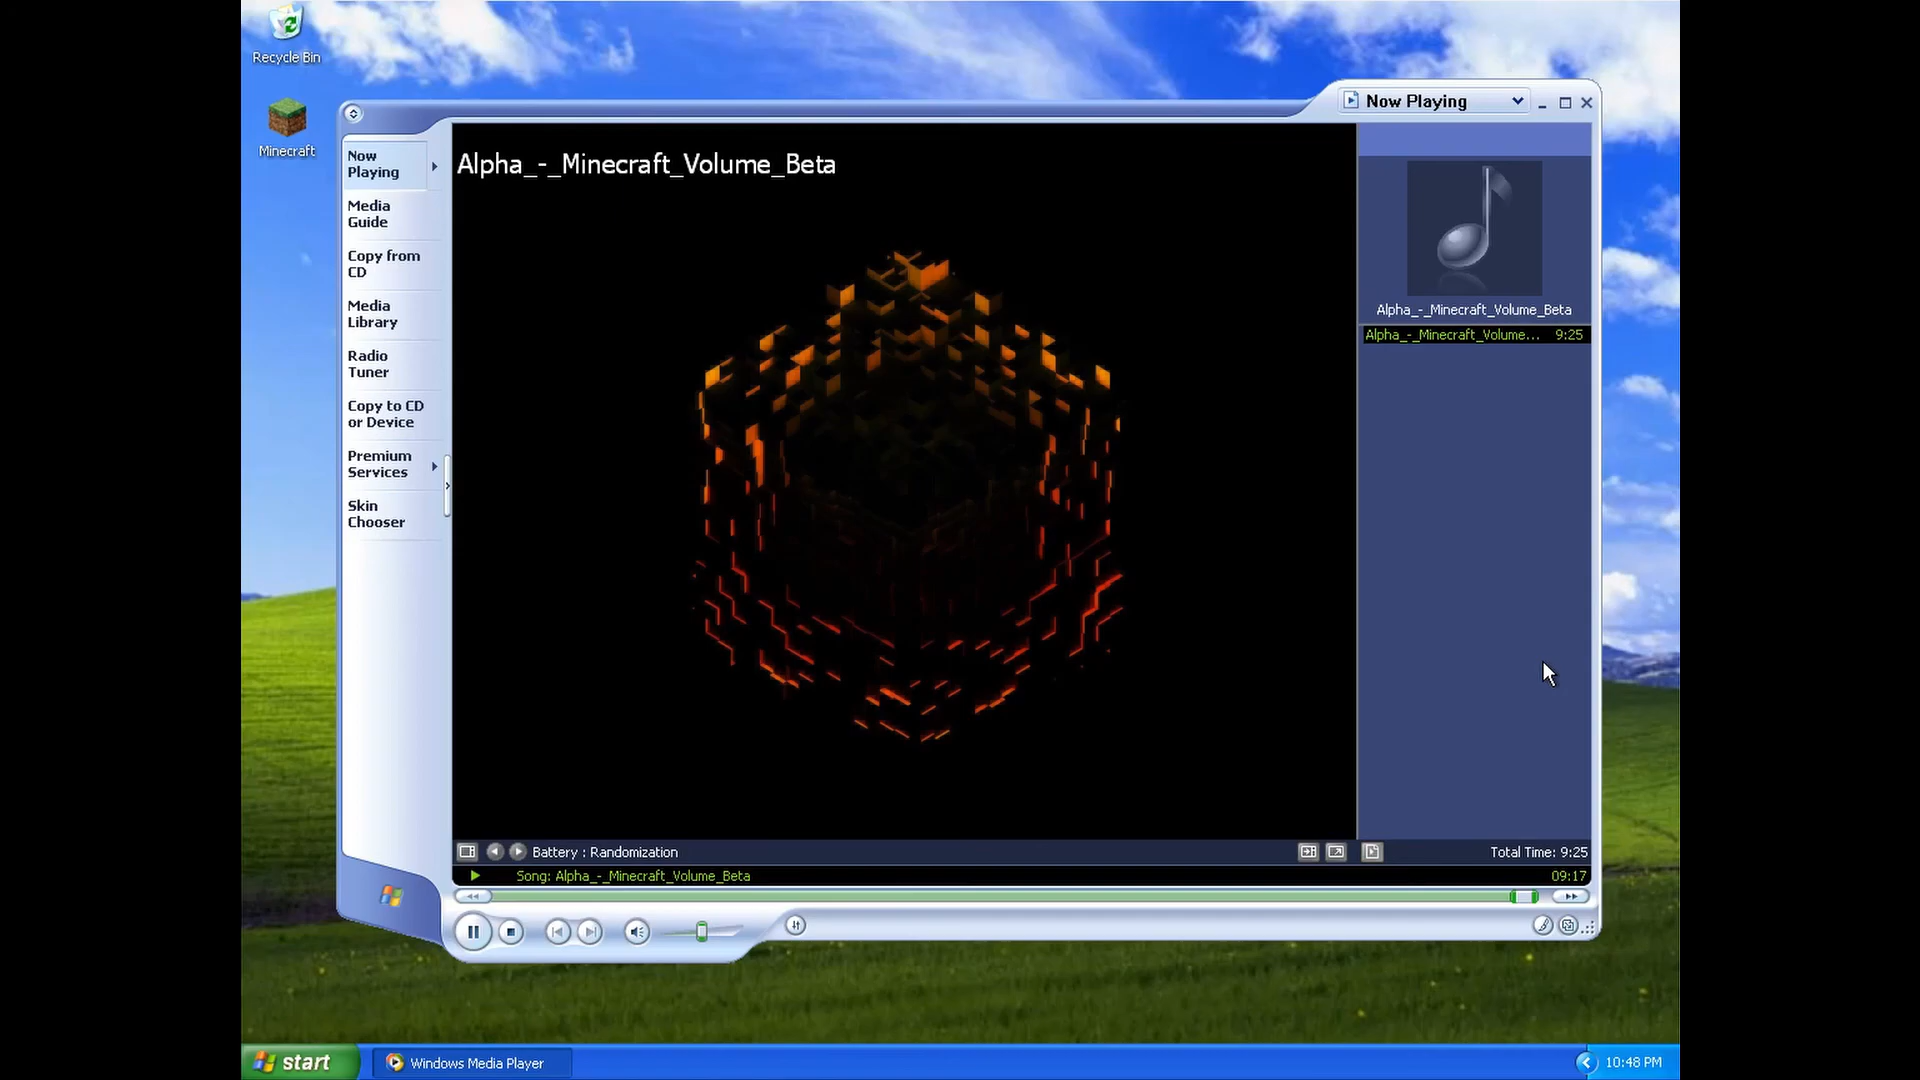 Recycle Bin
Minecraft
Now Playing
Now
Playing
Media
Guide
Copy from
CD
Media
Library
Radio
Tuner
Copy to CD
or Device
Premium
Services
Skin
Chooser
Alpha_-_Minecraft_Volume_Beta
Alpha_-_Minecraft_Volume_Beta
Alpha_-_Minecraft_Volume... 9:25
Battery : Randomization
Total Time: 9:25
Song: Alpha_-_Minecraft_Volume_Beta
09:17
start
Windows Media Player
10:48 PM